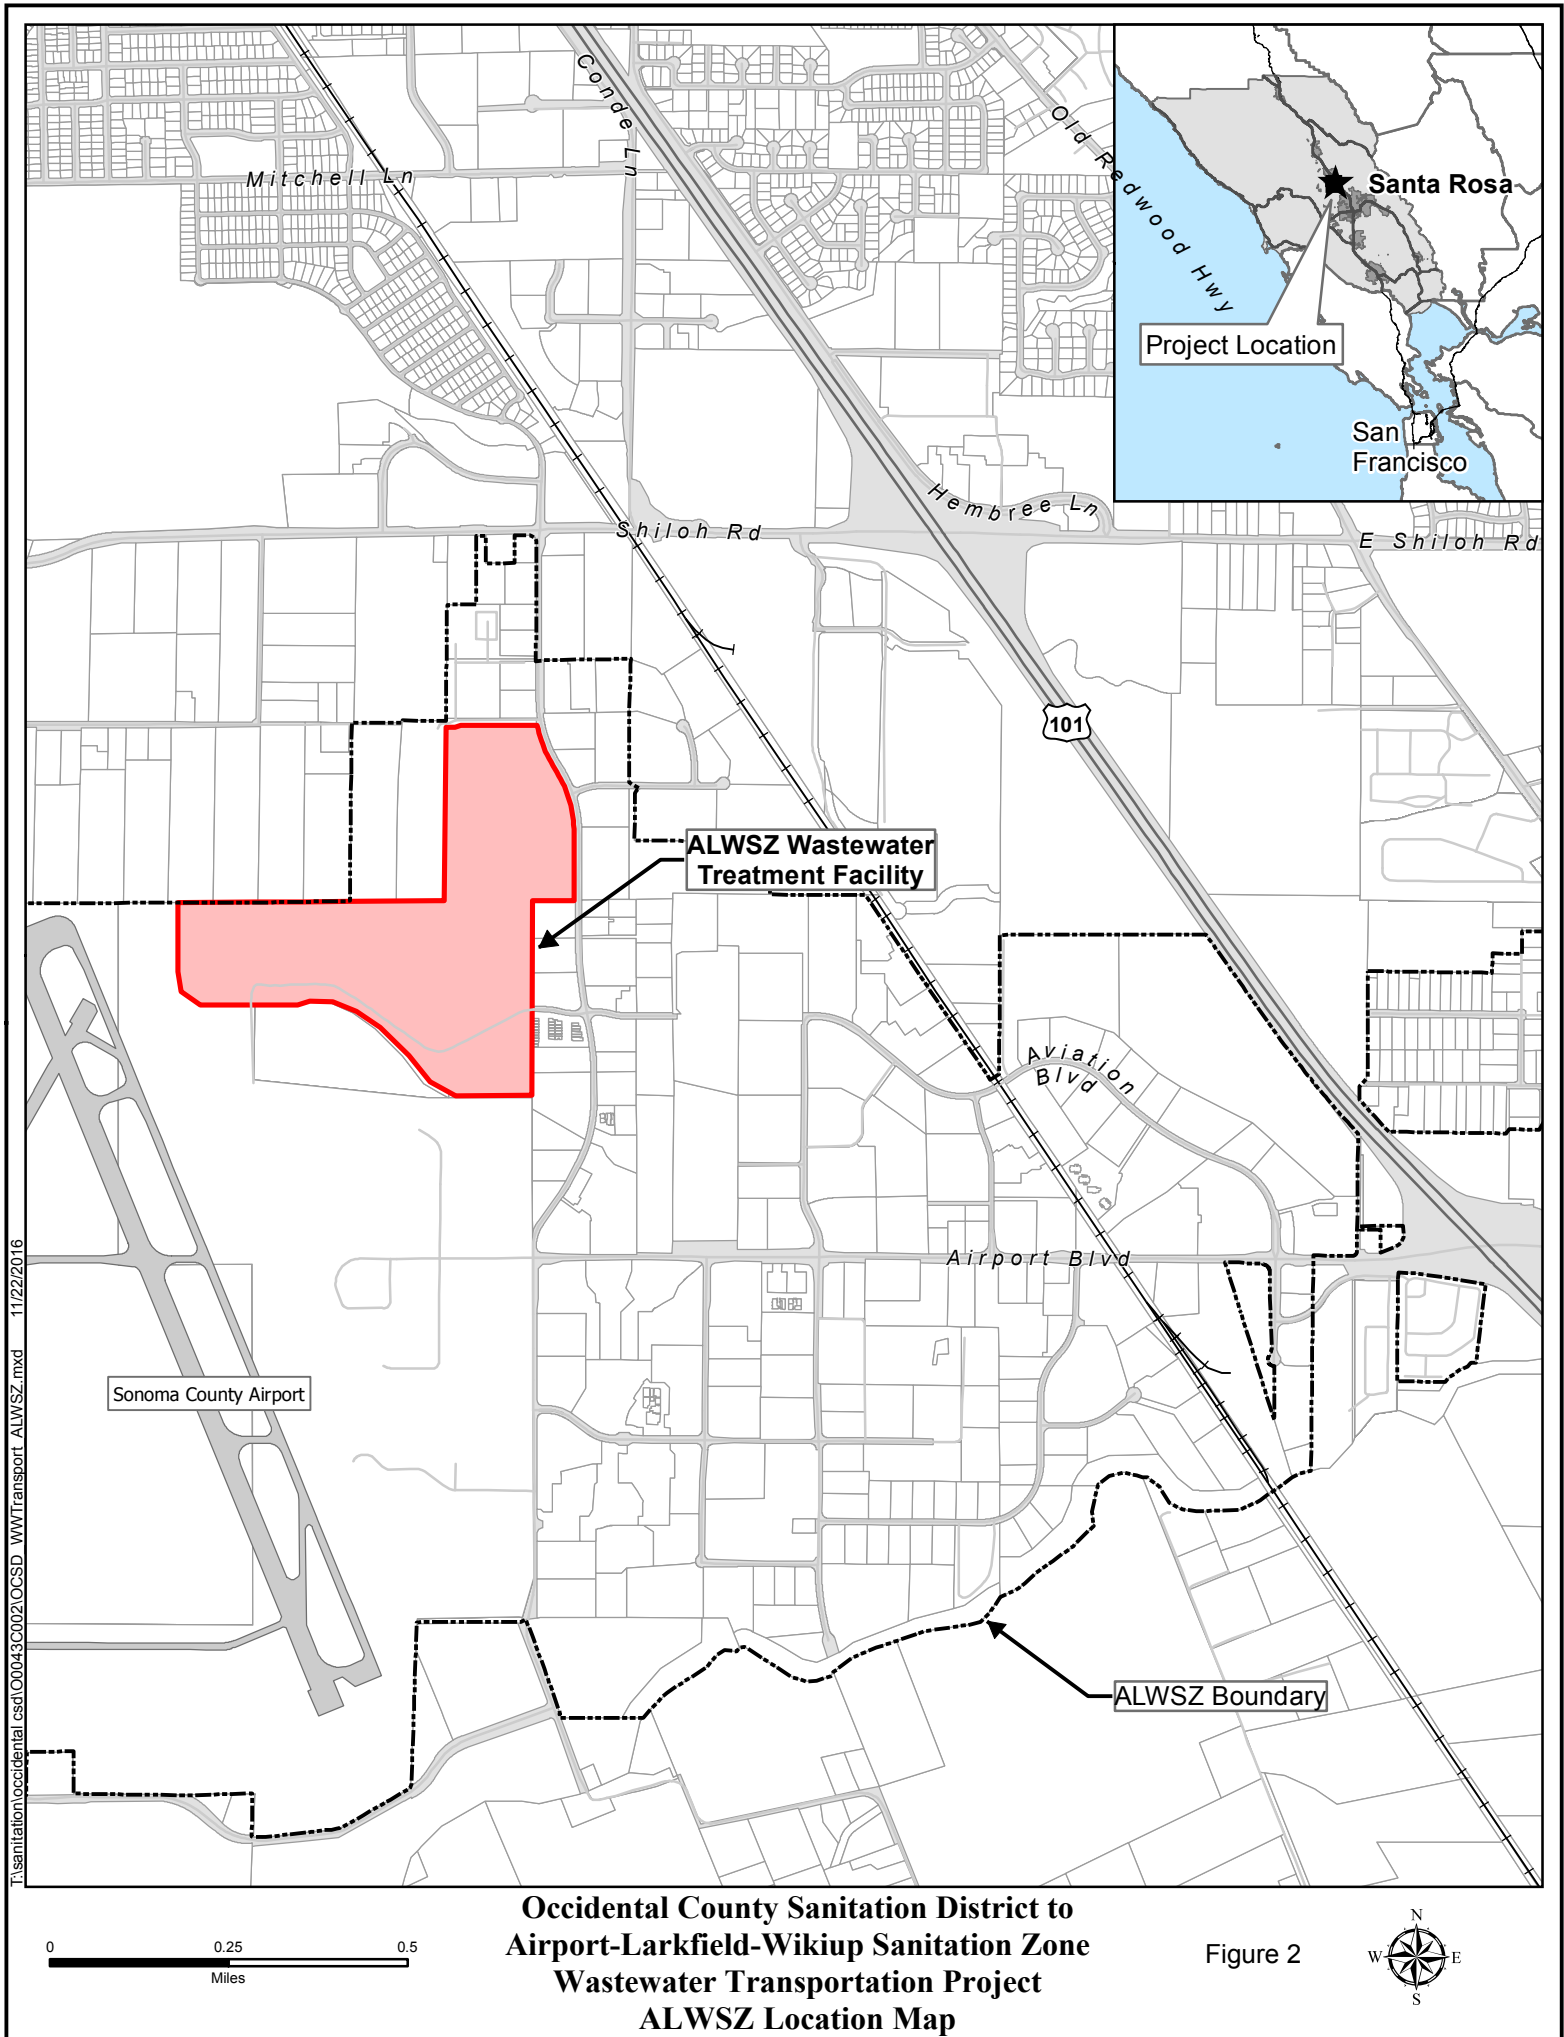 Conde Ln
Old Redwood Hwy
Mitchell Ln
Santa Rosa
Project Location
San
Francisco
Hembree Ln
Shiloh Rd
E Shiloh Rd
101
ALWSZ Wastewater
Treatment Facility
Aviation
Blvd
Airport Blvd
Sonoma County Airport
ALWSZ Boundary
T:\sanitation\occidental csd\O0043C002\OCSD_WWTransport_ALWSZ.mxd 11/22/2016
0 0.25 0.5
Miles
Occidental County Sanitation District to
Airport-Larkfield-Wikiup Sanitation Zone
Wastewater Transportation Project
ALWSZ Location Map
Figure 2
N
W E
S